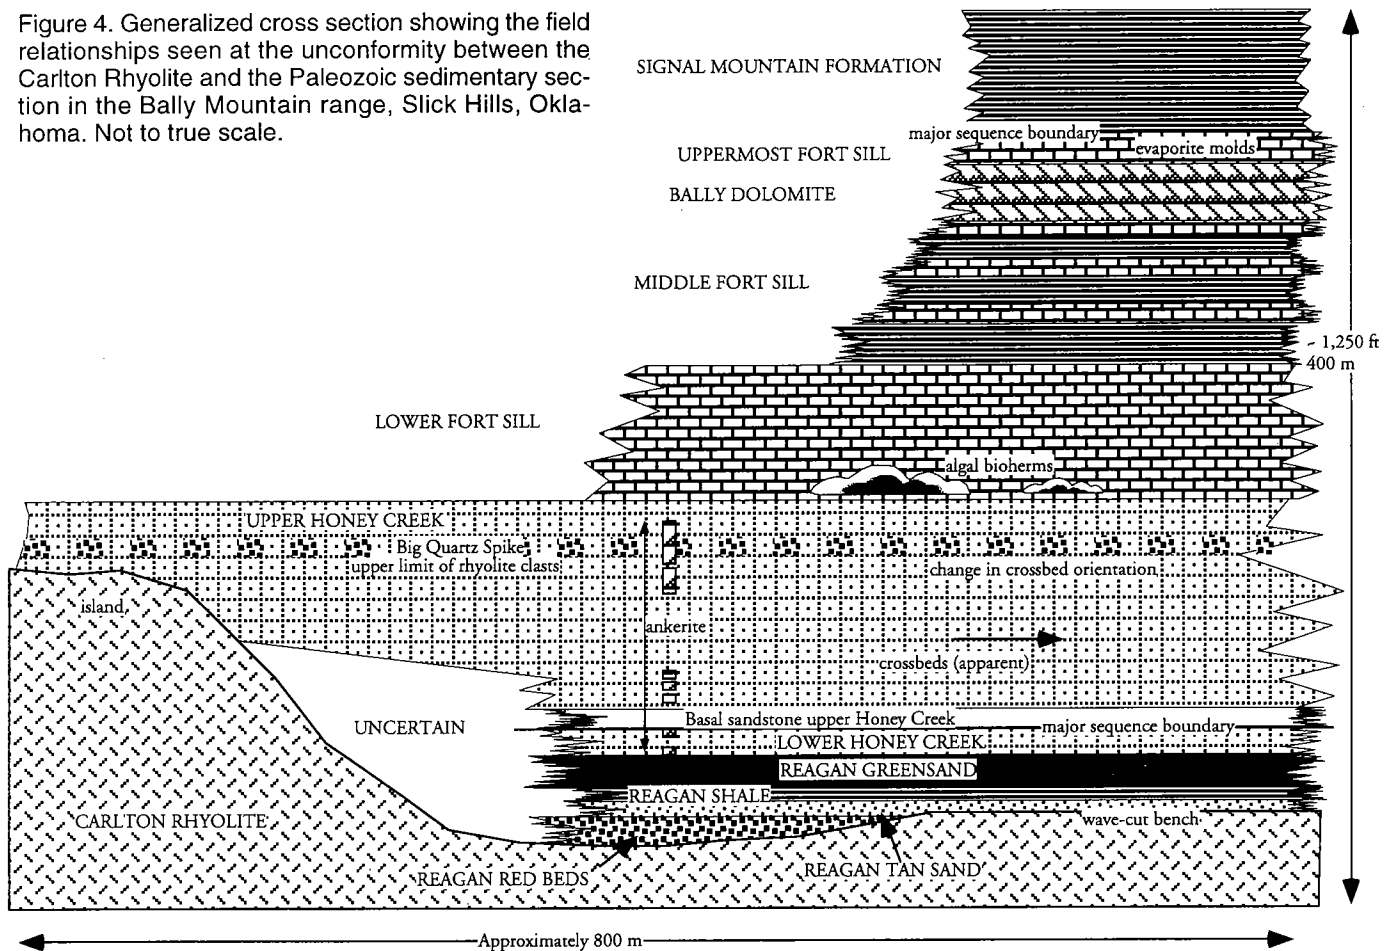 Figure 4. Generalized cross section showing the field
relationships seen at the unconformity between the
Carlton Rhyolite and the Paleozoic sedimentary sec-
tion in the Bally Mountain range, Slick Hills, Okla-
homa. Not to true scale.
SIGNAL MOUNTAIN FORMATION
major sequence boundary
evaporite molds
UPPERMOST FORT SILL
BALLY DOLOMITE
MIDDLE FORT SILL
~ 1,250 ft
400 m
LOWER FORT SILL
algal bioherms
UPPER HONEY CREEK
Big Quartz Spike,
upper limit of rhyolite clasts
change in crossbed orientation
island
ankerite
crossbeds (apparent)
UNCERTAIN
Basal sandstone upper Honey Creek
major sequence boundary
LOWER HONEY CREEK
REAGAN GREENSAND
REAGAN SHALE
CARLTON RHYOLITE
wave-cut bench
REAGAN RED BEDS
REAGAN TAN SAND
Approximately 800 m